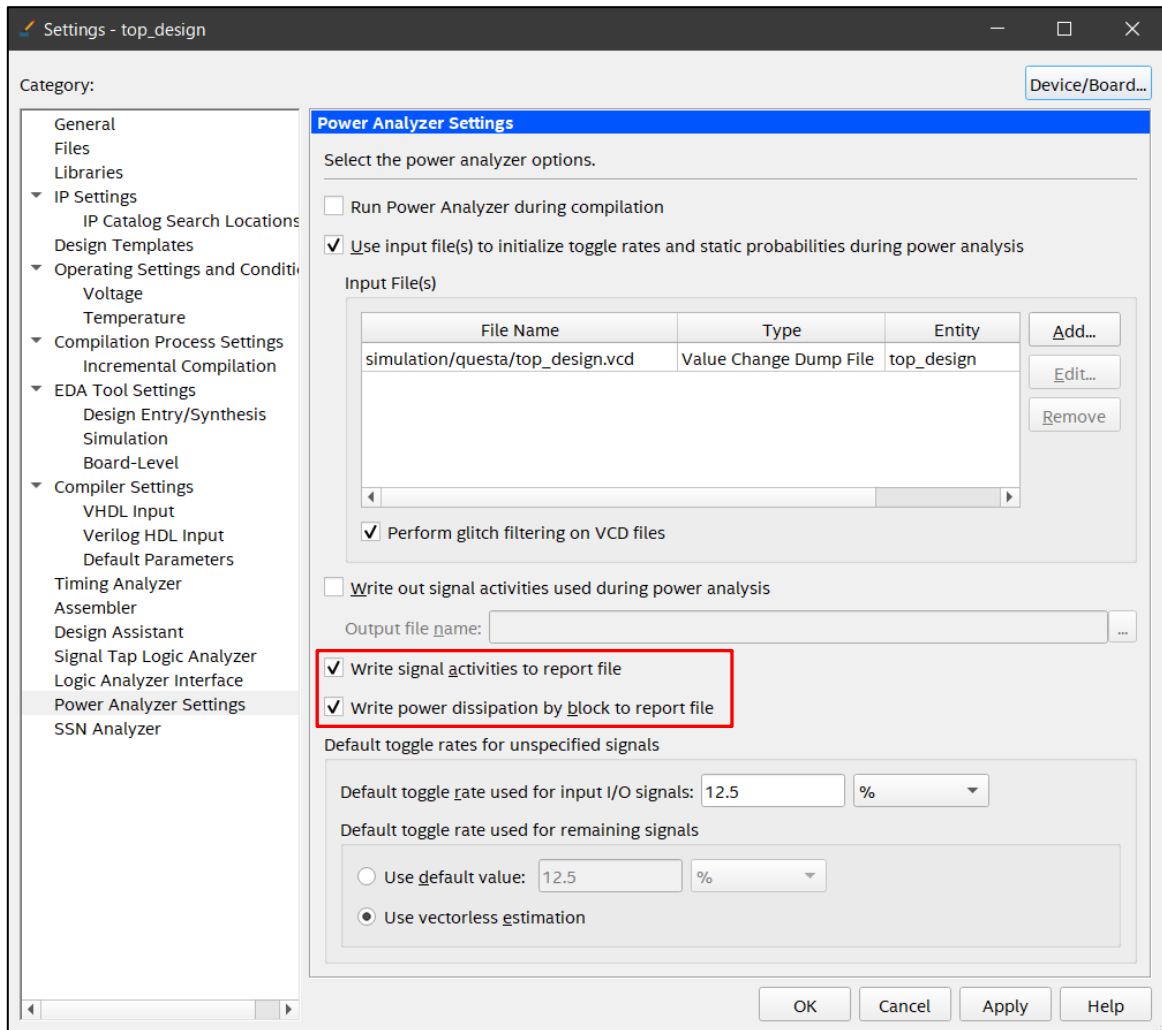 Settings - top_design
Category:
Device/Board...
General
Files
Libraries
IP Settings
IP Catalog Search Locations
Design Templates
Operating Settings and Conditi
Voltage
Temperature
Compilation Process Settings
Incremental Compilation
EDA Tool Settings
Design Entry/Synthesis
Simulation
Board-Level
Compiler Settings
VHDL Input
Verilog HDL Input
Default Parameters
Timing Analyzer
Assembler
Design Assistant
Signal Tap Logic Analyzer
Logic Analyzer Interface
Power Analyzer Settings
SSN Analyzer
Power Analyzer Settings
Select the power analyzer options.
Run Power Analyzer during compilation
Use input file(s) to initialize toggle rates and static probabilities during power analysis
Input File(s)
File Name Type Entity
simulation/questa/top_design.vcd Value Change Dump File top_design
Add...
Edit...
Remove
Perform glitch filtering on VCD files
Write out signal activities used during power analysis
Output file name: ...
Write signal activities to report file
Write power dissipation by block to report file
Default toggle rates for unspecified signals
Default toggle rate used for input I/O signals: 12.5 %
Default toggle rate used for remaining signals
Use default value: 12.5 %
Use vectorless estimation
OK Cancel Apply Help